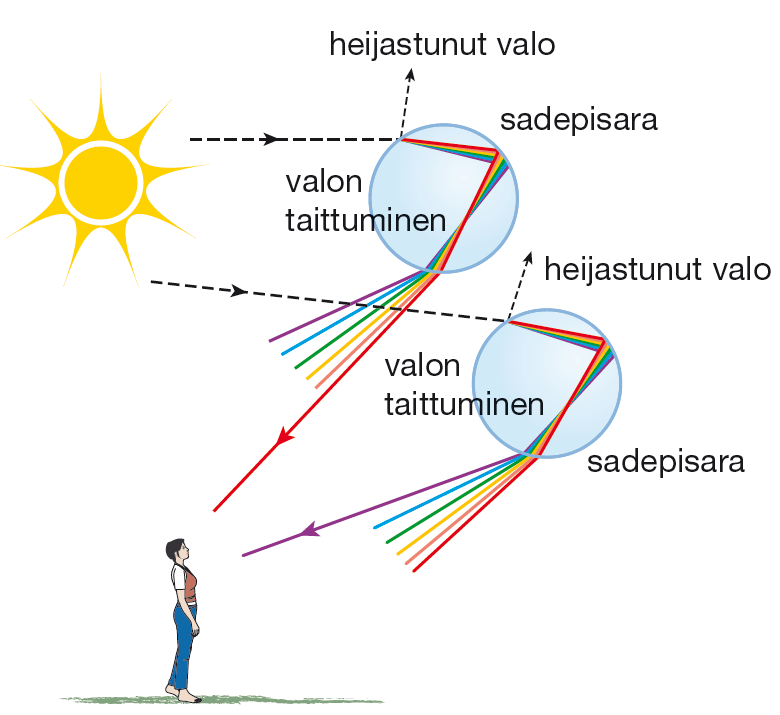 heijastunut valo
sadepisara
valon
taittuminen
heijastunut valo
valon
taittuminen
sadepisara